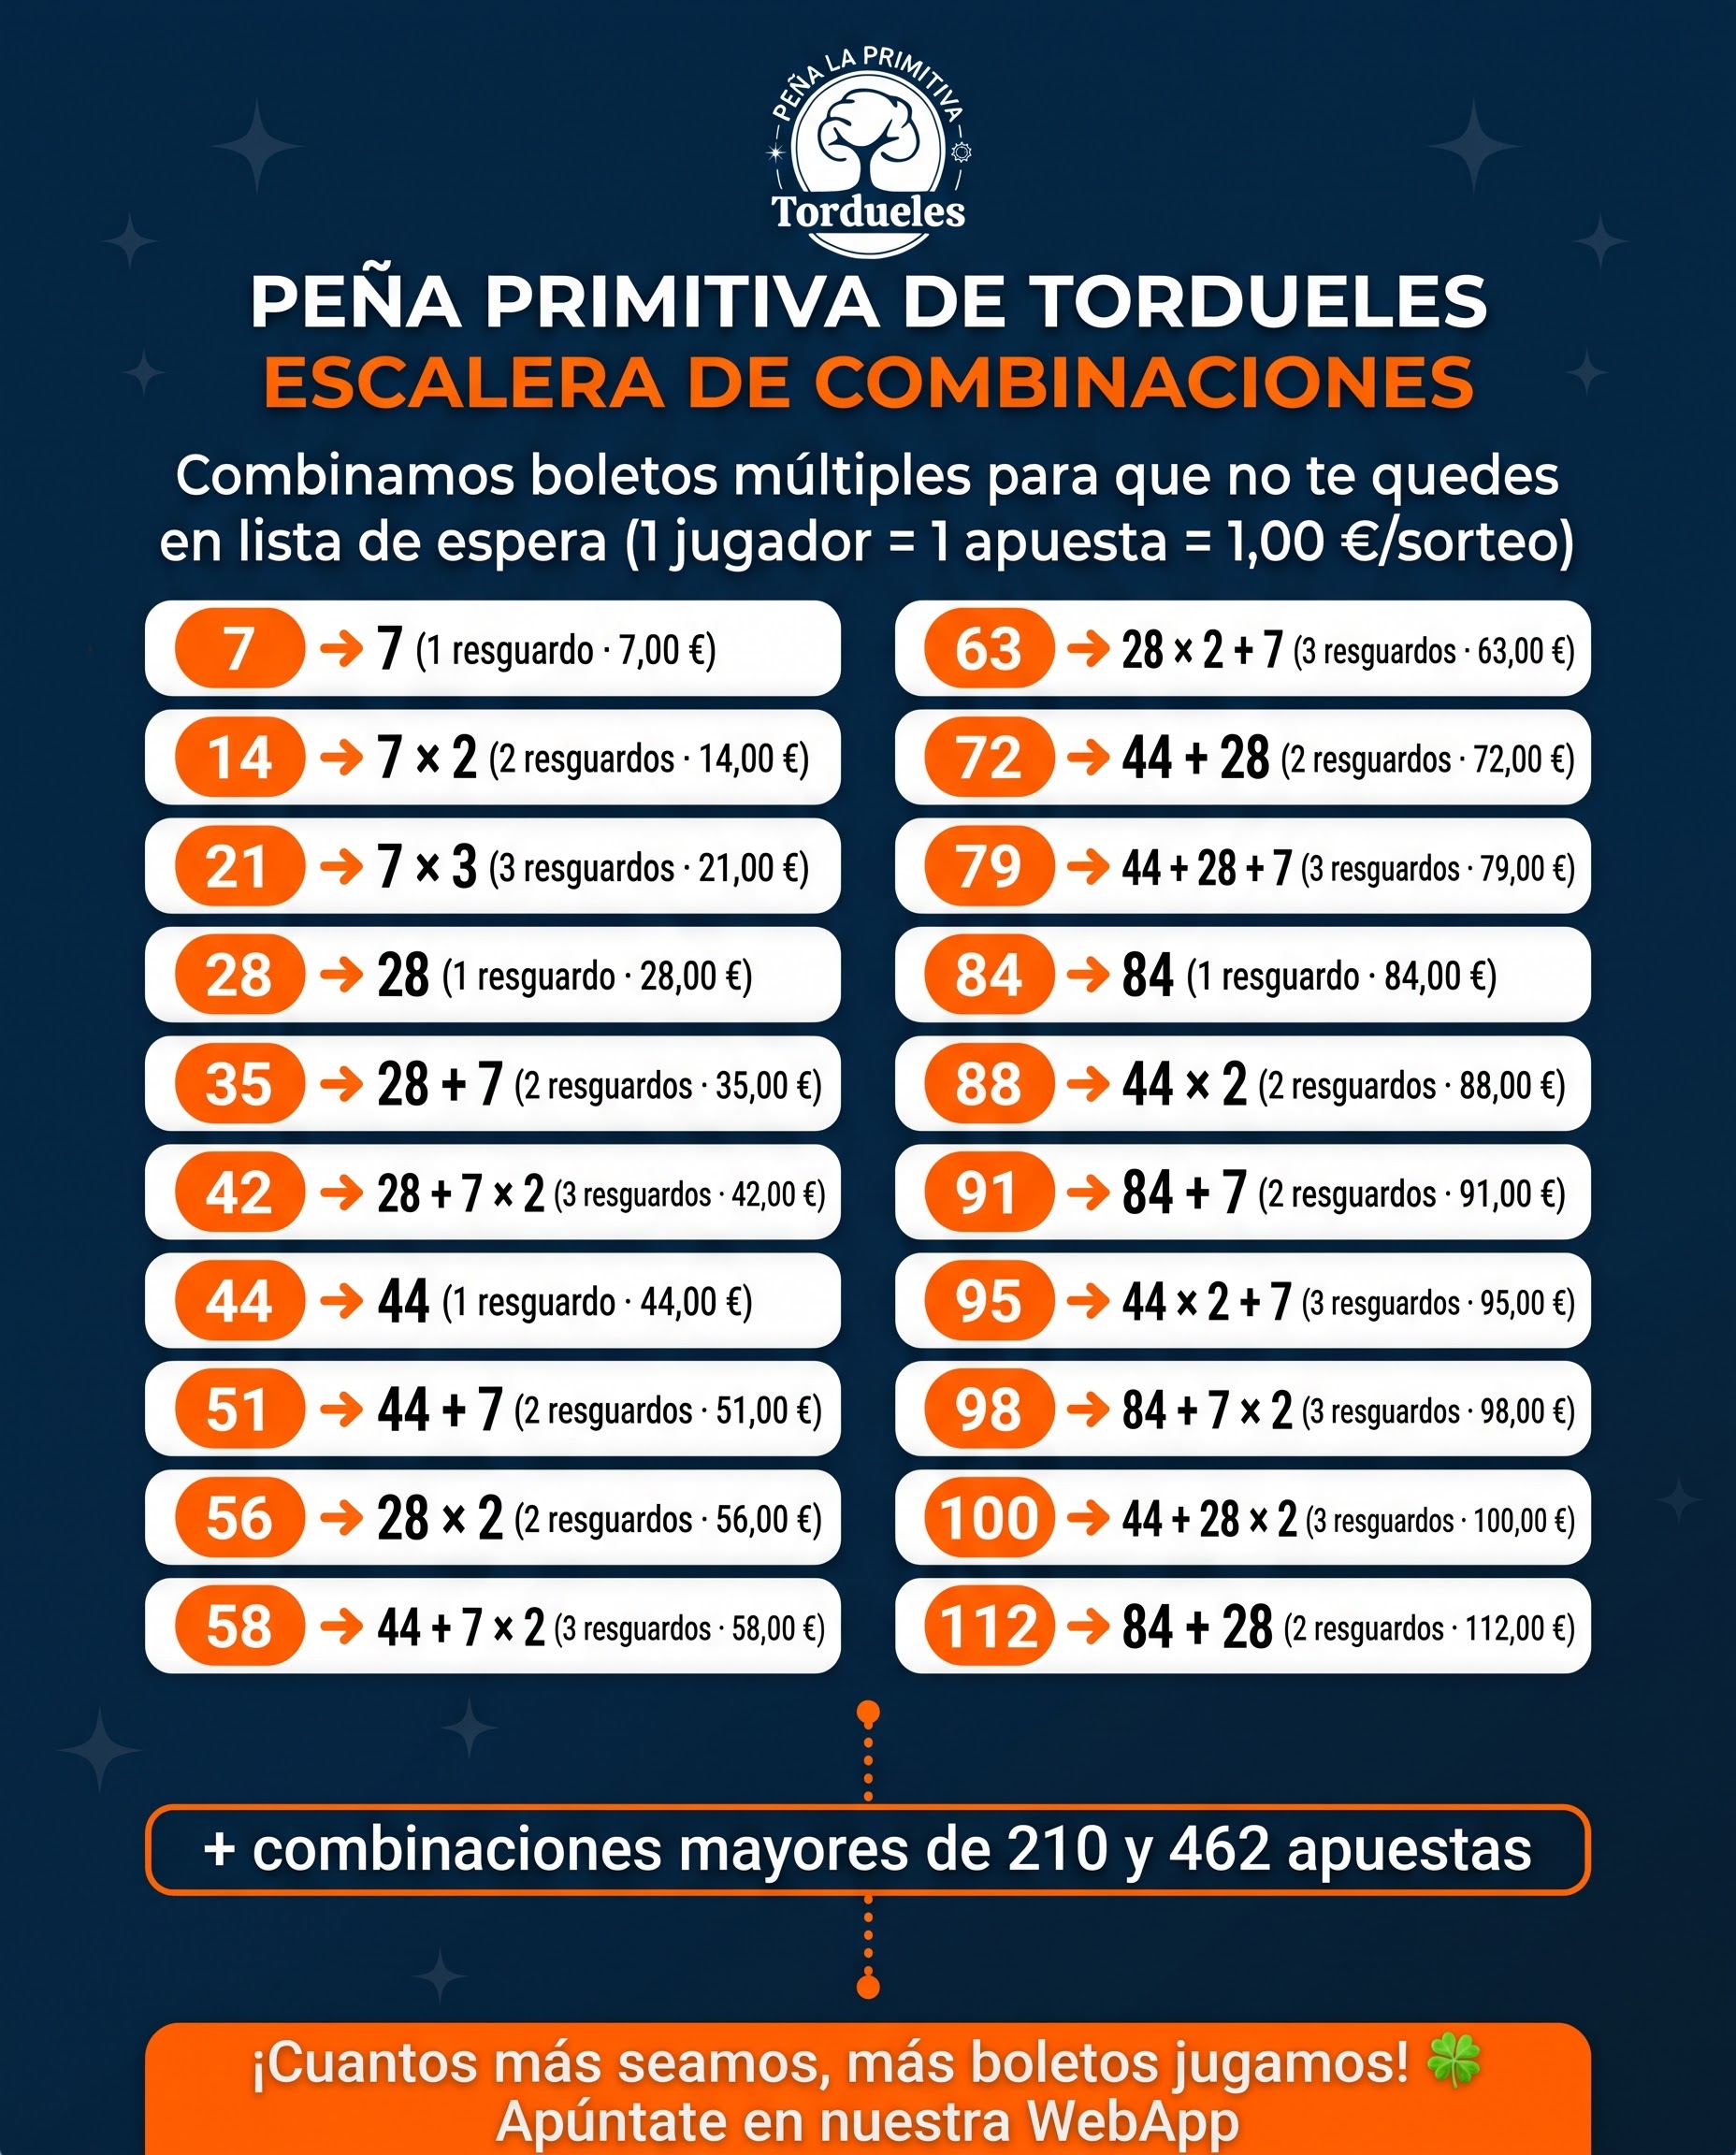 PEÑA LA PRIMITIVA
Tordueles
PEÑA PRIMITIVA DE TORDUELES
ESCALERA DE COMBINACIONES
Combinamos boletos múltiples para que no te quedes
en lista de espera (1 jugador = 1 apuesta = 1,00 €/sorteo)
7 → 7 (1 resguardo · 7,00 €)
14 → 7 × 2 (2 resguardos · 14,00 €)
21 → 7 × 3 (3 resguardos · 21,00 €)
28 → 28 (1 resguardo · 28,00 €)
35 → 28 + 7 (2 resguardos · 35,00 €)
42 → 28 + 7 × 2 (3 resguardos · 42,00 €)
44 → 44 (1 resguardo · 44,00 €)
51 → 44 + 7 (2 resguardos · 51,00 €)
56 → 28 × 2 (2 resguardos · 56,00 €)
58 → 44 + 7 × 2 (3 resguardos · 58,00 €)
63 → 28 × 2 + 7 (3 resguardos · 63,00 €)
72 → 44 + 28 (2 resguardos · 72,00 €)
79 → 44 + 28 + 7 (3 resguardos · 79,00 €)
84 → 84 (1 resguardo · 84,00 €)
88 → 44 × 2 (2 resguardos · 88,00 €)
91 → 84 + 7 (2 resguardos · 91,00 €)
95 → 44 × 2 + 7 (3 resguardos · 95,00 €)
98 → 84 + 7 × 2 (3 resguardos · 98,00 €)
100 → 44 + 28 × 2 (3 resguardos · 100,00 €)
112 → 84 + 28 (2 resguardos · 112,00 €)
+ combinaciones mayores de 210 y 462 apuestas
¡Cuantos más seamos, más boletos jugamos! 🍀
Apúntate en nuestra WebApp